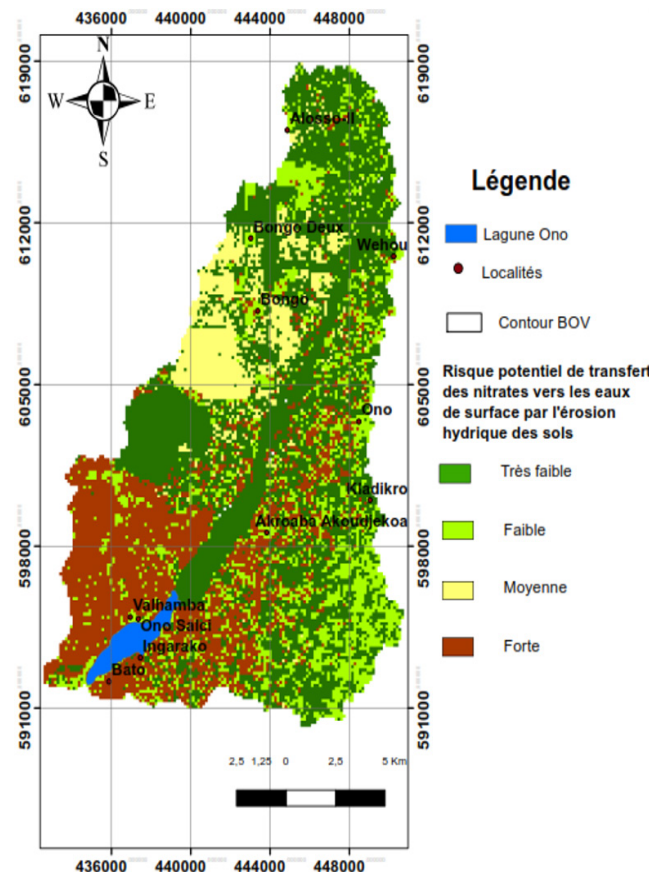 436000 440000 444000 448000
619000
612000
605000
598000
591000
N
W
E
S
Alosso II
Bongo Deux
Wehou
Bongo
Ono
Kladikro
Akroaba Akoudjekoa
Valhamba
Ono Salci
Ingarako
Bato
2,5 1,25 0 2,5 5 Km
436000 440000 444000 448000
619000
612000
605000
598000
591000
Légende
Lagune Ono
Localités
Contour BOV
Risque potentiel de transfert
des nitrates vers les eaux
de surface par l'érosion
hydrique des sols
Très faible
Faible
Moyenne
Forte